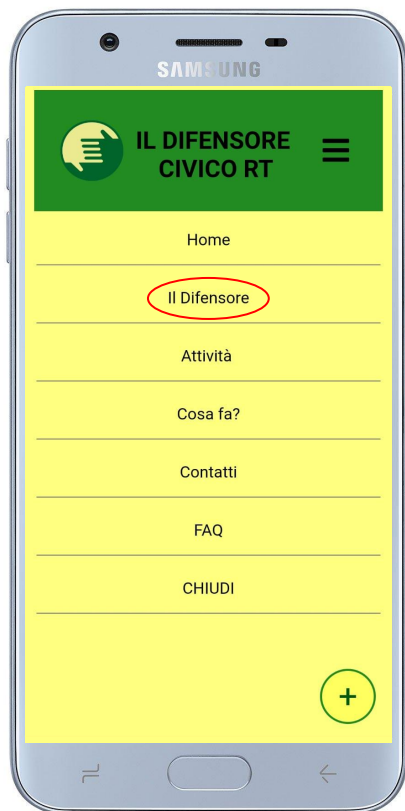 SAMSUNG
IL DIFENSORE
CIVICO RT
Home
Il Difensore
Attività
Cosa fa?
Contatti
FAQ
CHIUDI
+